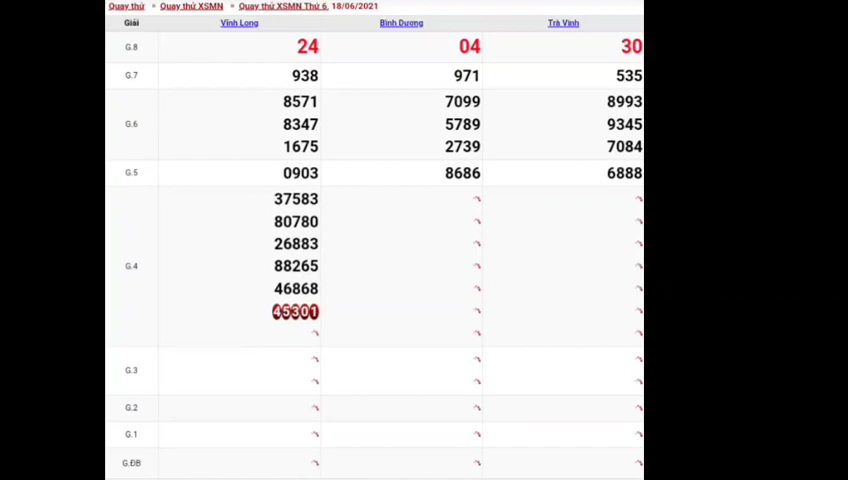 Quay thử » Quay thử XSMN » Quay thử XSMN Thứ 6, 18/06/2021
Giải Vĩnh Long Bình Dương Trà Vinh
G.8 24 04 30
G.7 938 971 535
8571 7099 8993
G.6 8347 5789 9345
1675 2739 7084
G.5 0903 8686 6888
37583
80780
26883
G.4 88265
46868
45301
G.3
G.2
G.1
G.ĐB